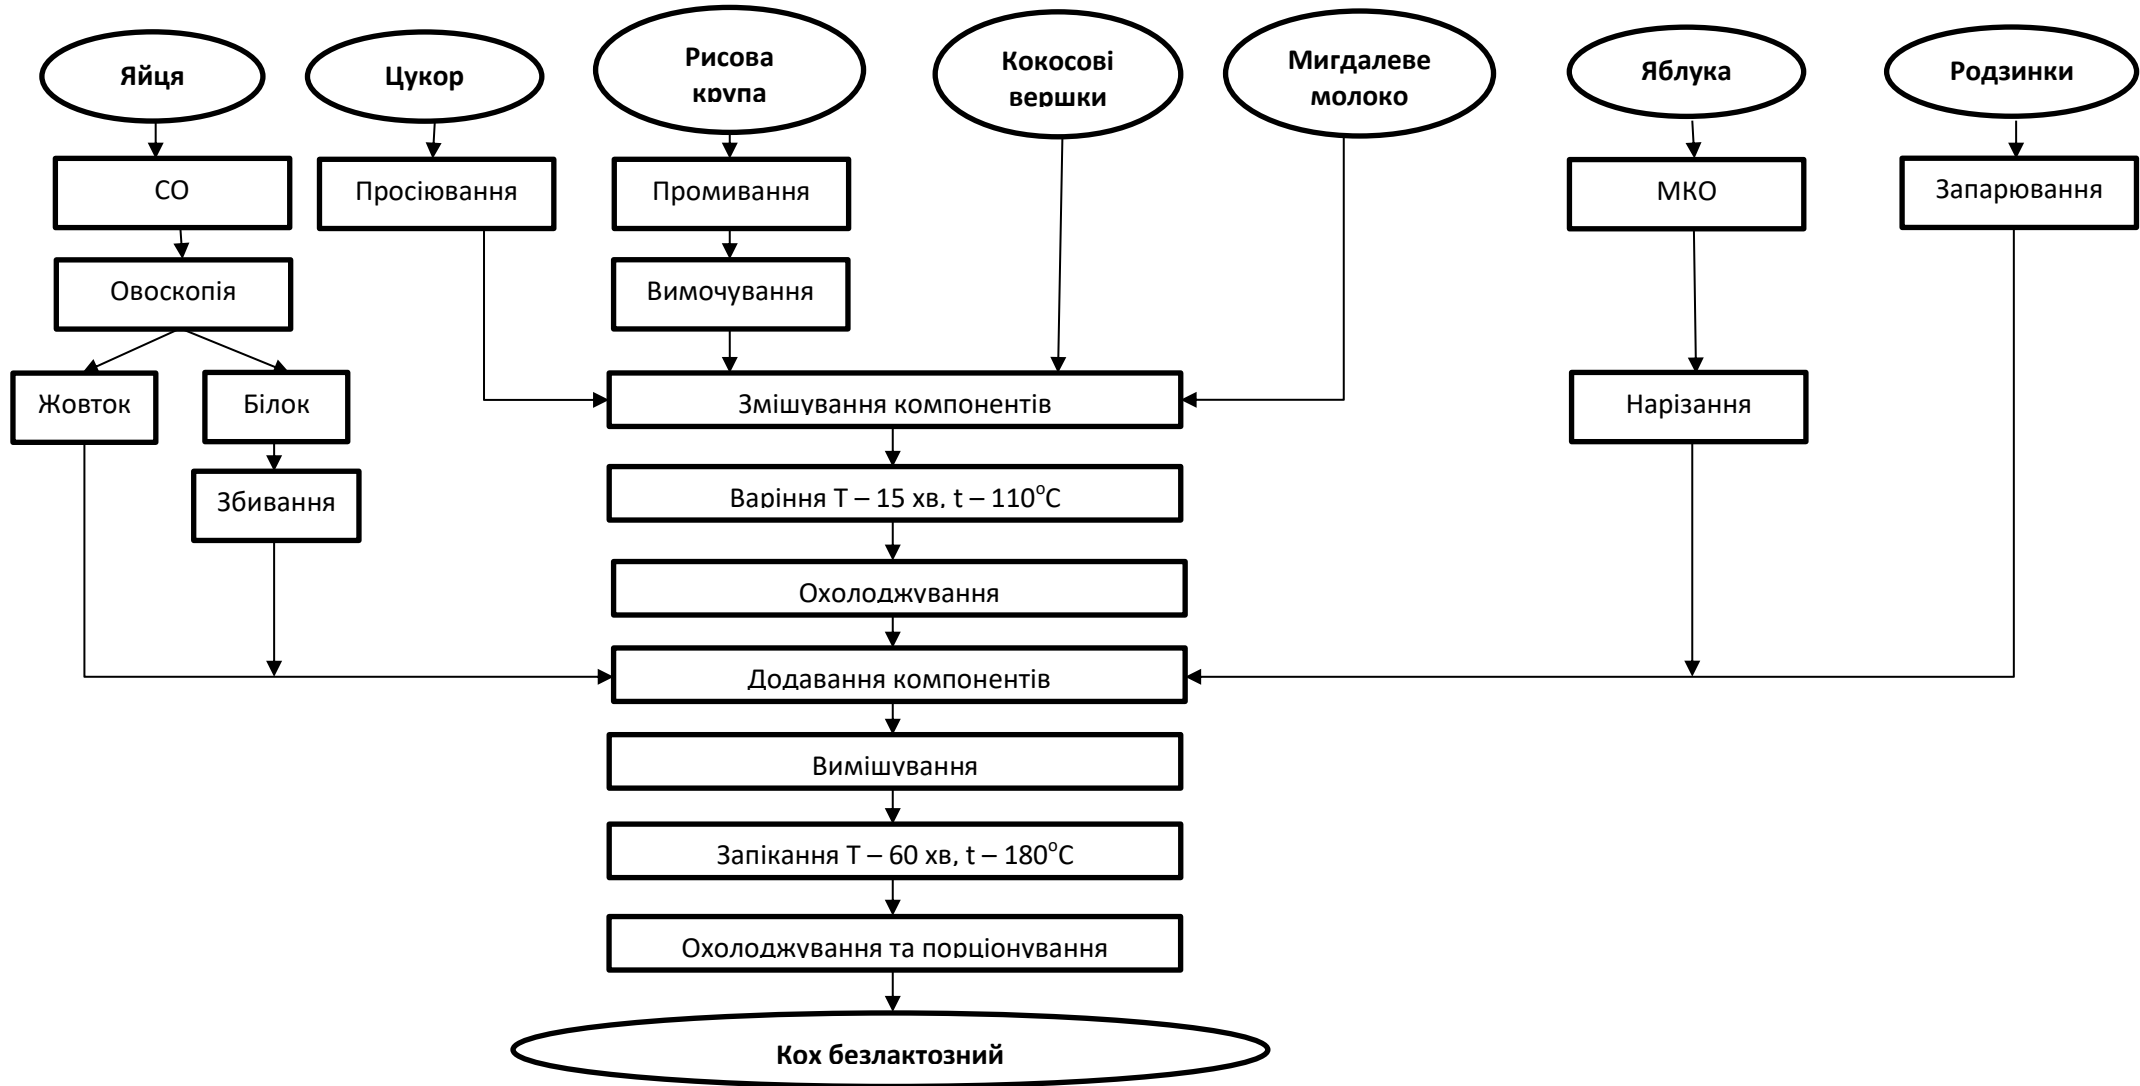 Яйця
Цукор
Рисова
крупа
Кокосові
вершки
Мигдалеве
молоко
Яблука
Родзинки
СО
Просіювання
Промивання
МКО
Запарювання
Овоскопія
Вимочування
Жовток
Білок
Змішування компонентів
Нарізання
Збивання
Варіння Т – 15 хв, t – 110°С
Охолоджування
Додавання компонентів
Вимішування
Запікання Т – 60 хв, t – 180°С
Охолоджування та порціонування
Кох безлактозний